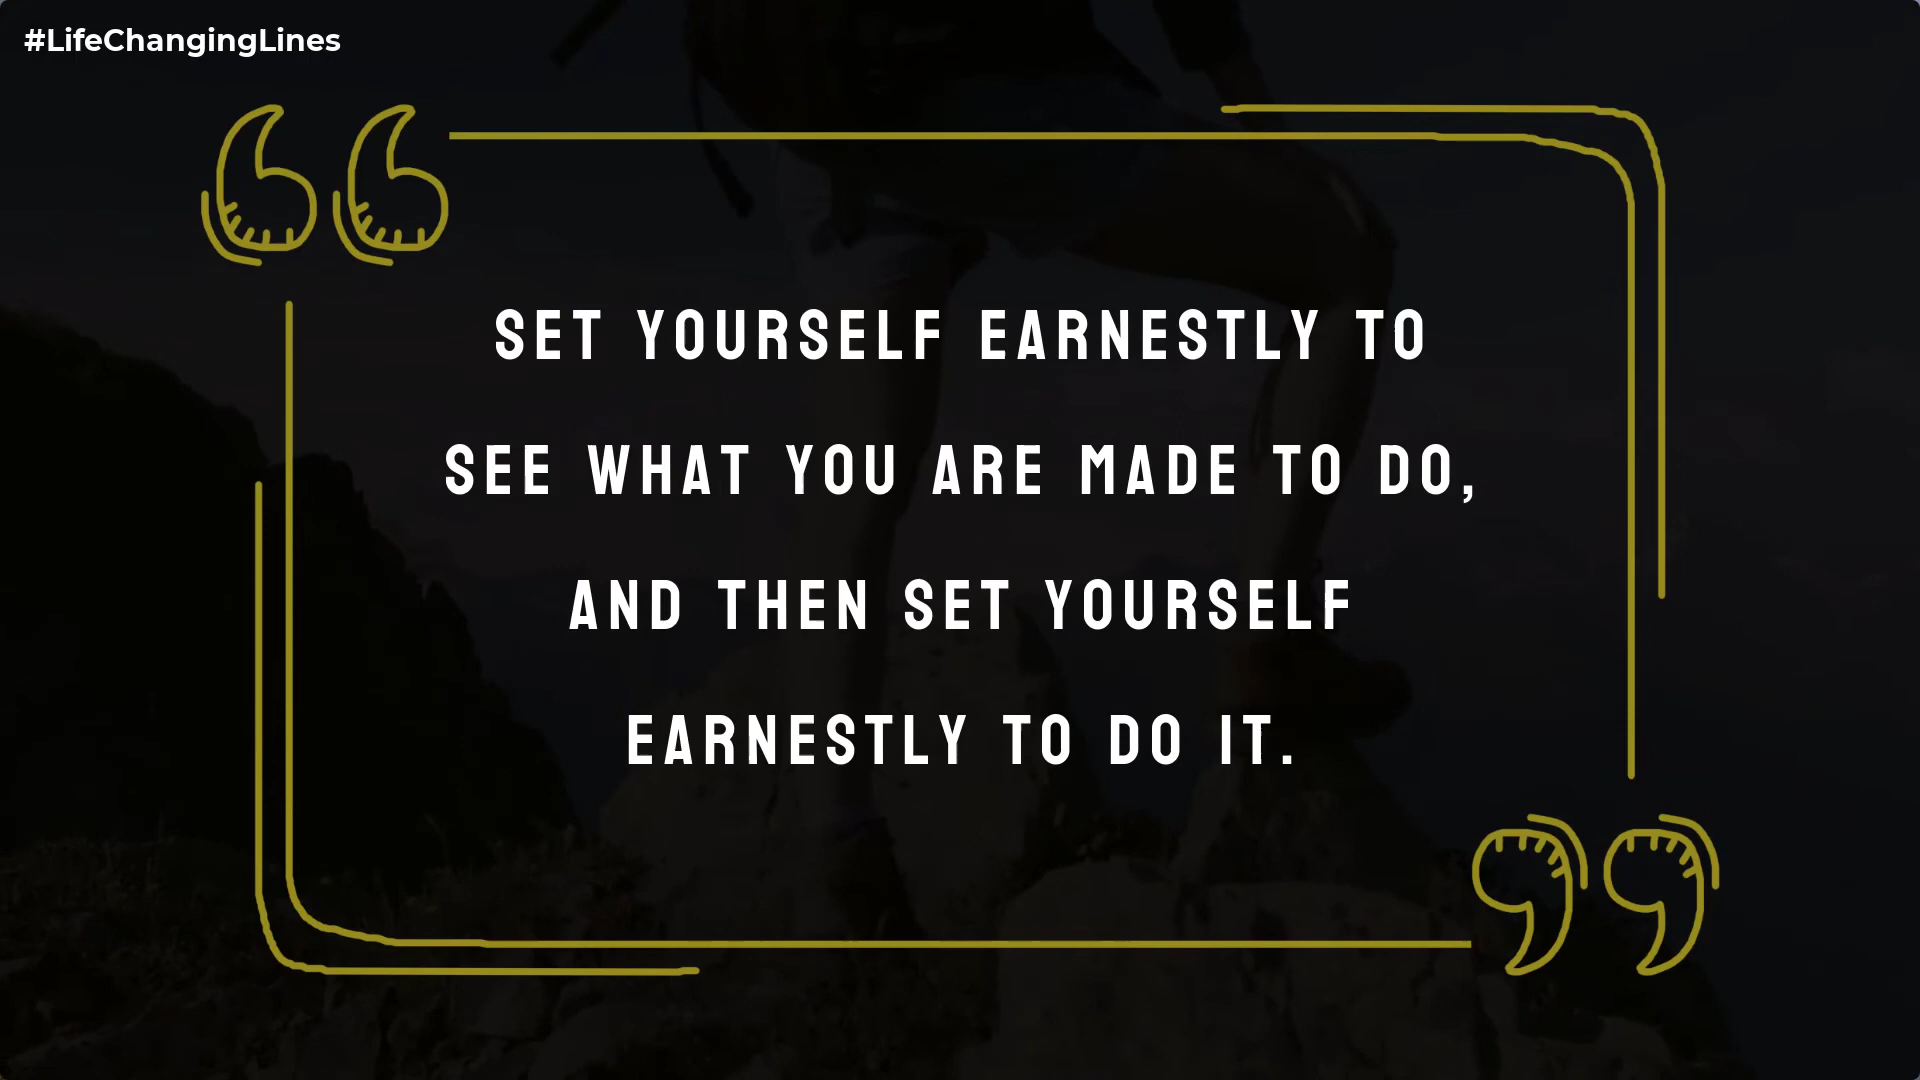 #LifeChangingLines
SET YOURSELF EARNESTLY TO
SEE WHAT YOU ARE MADE TO DO,
AND THEN SET YOURSELF
EARNESTLY TO DO IT.